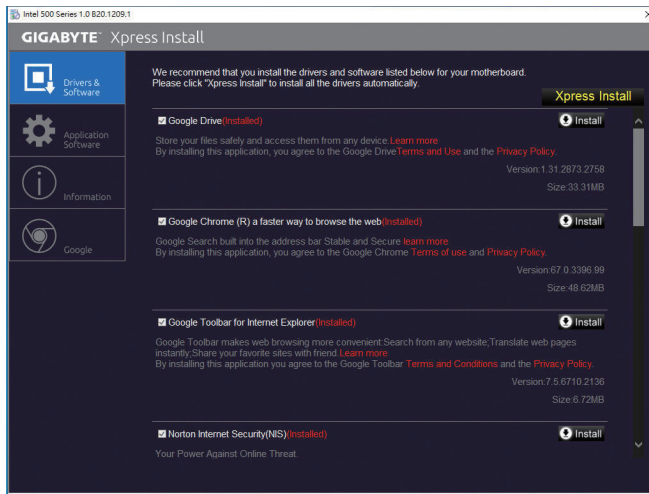 Intel 500 Series 1.0 B20.1209.1
GIGABYTE™ Xpress Install
Drivers & Software
Application Software
Information
Google
We recommend that you install the drivers and software listed below for your motherboard.
Please click "Xpress Install" to install all the drivers automatically.
Xpress Install
Google Drive(Installed)
Install
Store your files safely and access them from any device.Learn more
By installing this application, you agree to the Google DriveTerms and Use and the Privacy Policy.
Version:1.31.2873.2758
Size:33.31MB
Google Chrome (R) a faster way to browse the web(Installed)
Install
Google Search built into the address bar Stable and Secure learn more
By installing this application, you agree to the Google Chrome Terms of use and Privacy Policy.
Version:67.0.3396.99
Size:48.62MB
Google Toolbar for Internet Explorer(Installed)
Install
Google Toolbar makes web browsing more convenient.Search from any website;Translate web pages
instantly;Share your favorite sites with friend.Learn more
By installing this application you agree to the Google Toolbar Terms and Conditions and the Privacy Policy.
Version:7.5.6710.2136
Size:6.72MB
Norton Internet Security(NIS)(Installed)
Install
Your Power Against Online Threat.